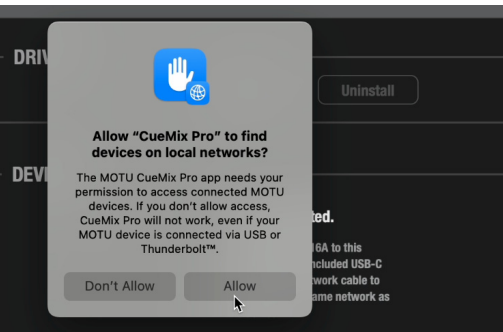 DRIV
Uninstall
Allow “CueMix Pro” to find
devices on local networks?
The MOTU CueMix Pro app needs your
permission to access connected MOTU
devices. If you don't allow access,
CueMix Pro will not work, even if your
MOTU device is connected via USB or
Thunderbolt™.
Don't Allow
Allow
DEVI
ted.
16A to this
ncluded USB-C
work cable to
ame network as